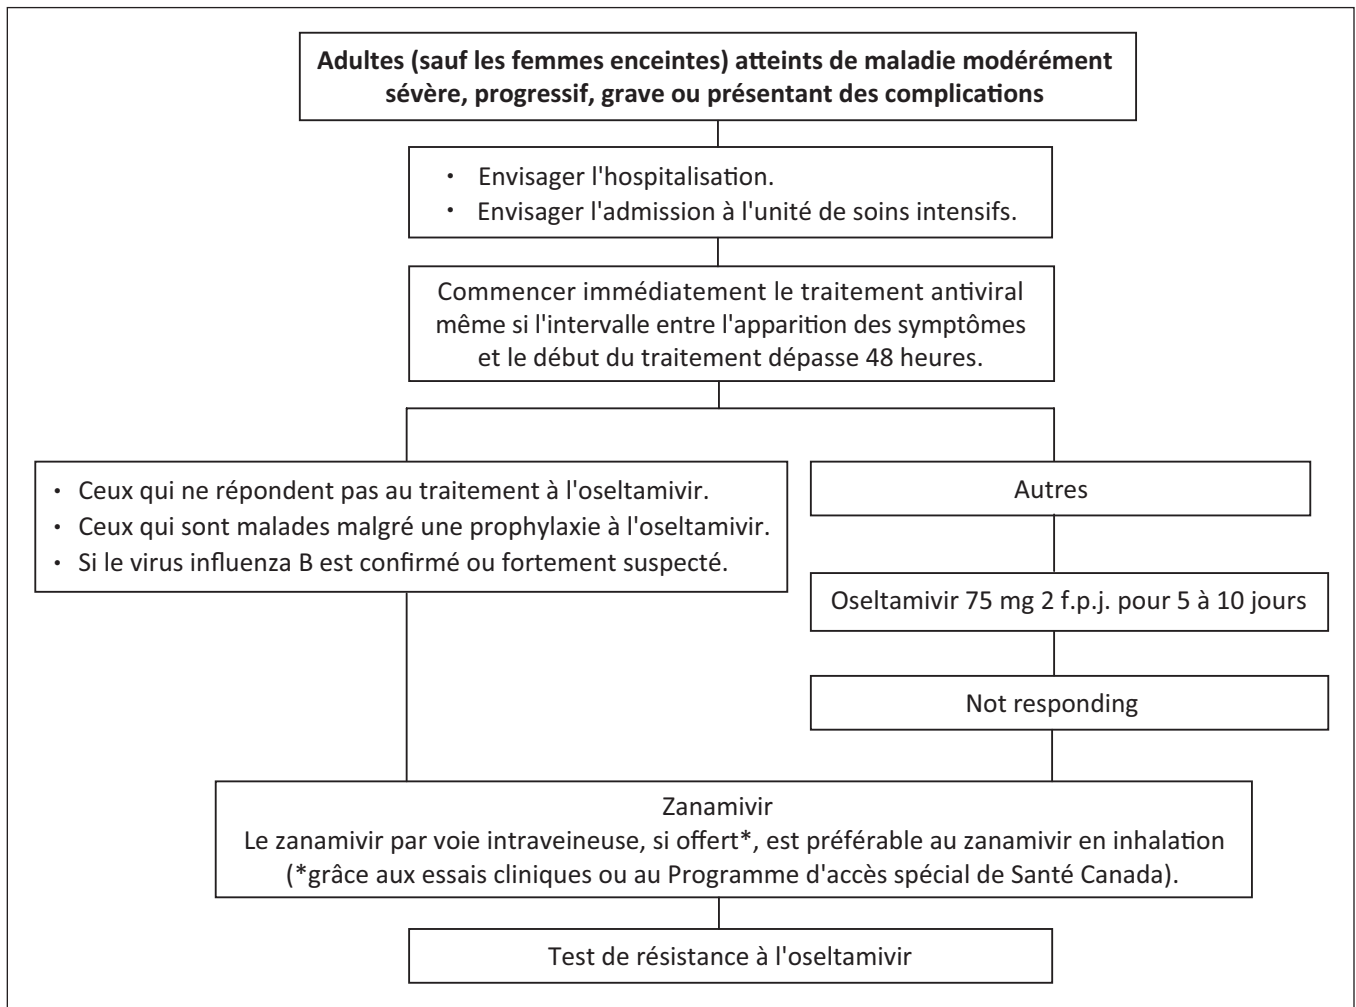 Adultes (sauf les femmes enceintes) atteints de maladie modérément
sévère, progressif, grave ou présentant des complications
• Envisager l'hospitalisation.
• Envisager l'admission à l'unité de soins intensifs.
Commencer immédiatement le traitement antiviral
même si l'intervalle entre l'apparition des symptômes
et le début du traitement dépasse 48 heures.
• Ceux qui ne répondent pas au traitement à l'oseltamivir.
• Ceux qui sont malades malgré une prophylaxie à l'oseltamivir.
• Si le virus influenza B est confirmé ou fortement suspecté.
Autres
Oseltamivir 75 mg 2 f.p.j. pour 5 à 10 jours
Not responding
Zanamivir
Le zanamivir par voie intraveineuse, si offert*, est préférable au zanamivir en inhalation
(*grâce aux essais cliniques ou au Programme d'accès spécial de Santé Canada).
Test de résistance à l'oseltamivir